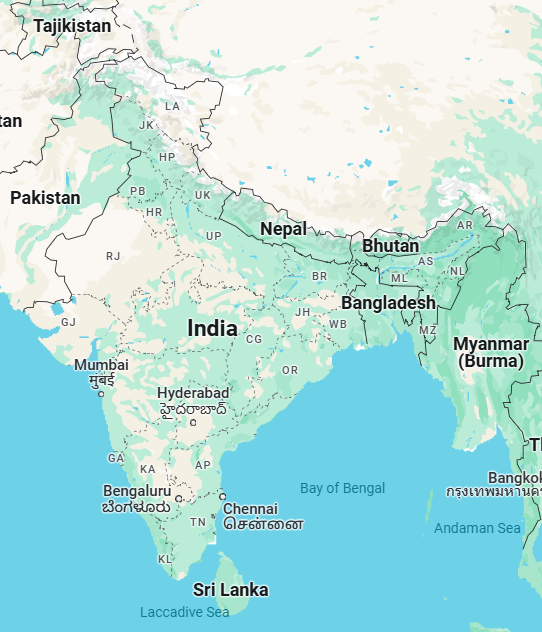 Tajikistan
LA
JK
tan
HP
PB
UK
Pakistan
HR
AR
Nepal
UP
Bhutan
RJ
AS
NL
BR
ML
Bangladesh
JH
GJ
India
WB
MZ
CG
Myanmar
(Burma)
Mumbai
मुंबई
OR
Hyderabad
హైదరాబాద్
GA
KA
AP
Bangkok
กรุงเทพมหานคร
Bengaluru
ಬೆಂಗಳೂರು
Bay of Bengal
Chennai
சென்னை
TN
Andaman Sea
KL
Sri Lanka
Laccadive Sea